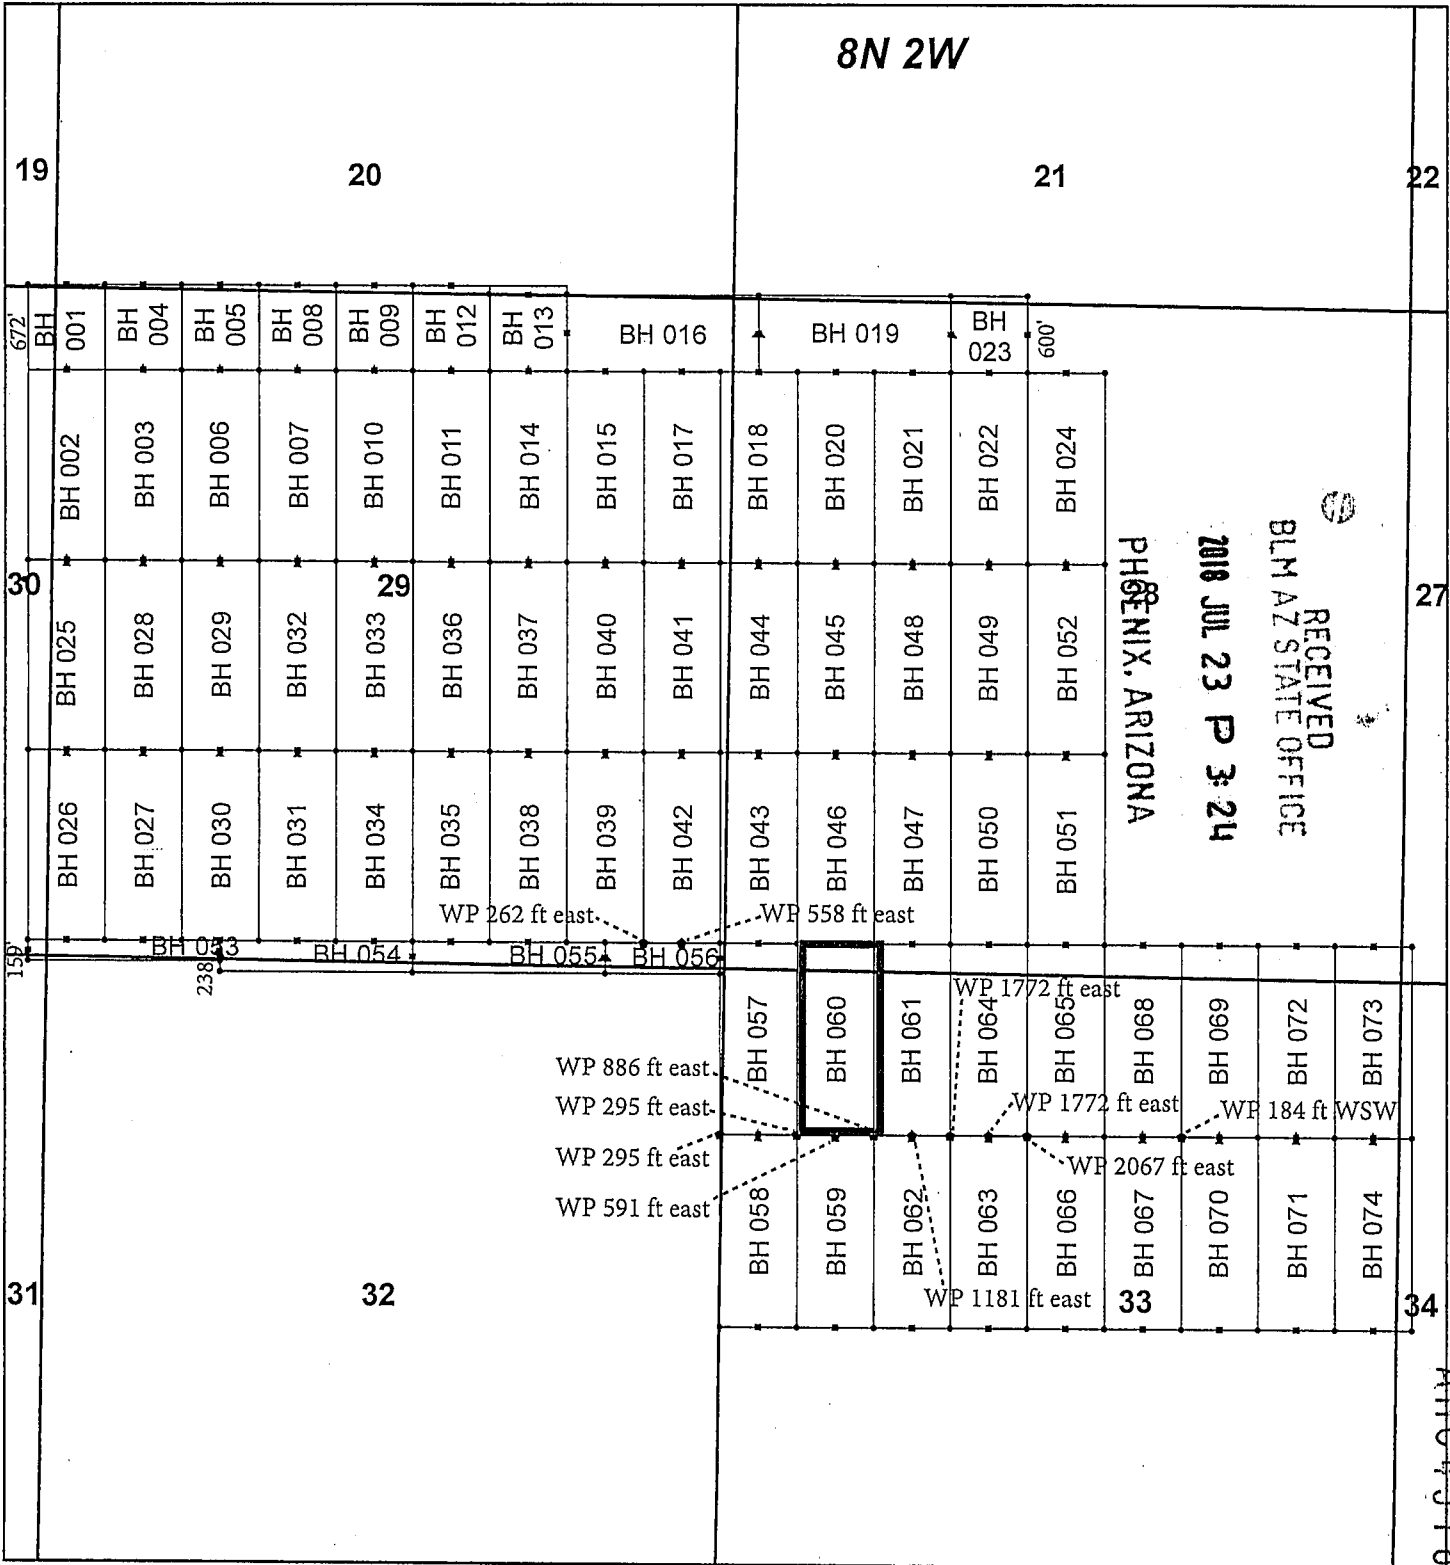 8N 2W
19
20
21
22
672'
BH 001
BH 004
BH 005
BH 008
BH 009
BH 012
BH 013
BH 016
BH 019
BH 023
600'
BH 002
BH 003
BH 006
BH 007
BH 010
BH 011
BH 014
BH 015
BH 017
BH 018
BH 020
BH 021
BH 022
BH 024
30
29
27
BH 025
BH 028
BH 029
BH 032
BH 033
BH 036
BH 037
BH 040
BH 041
BH 044
BH 045
BH 048
BH 049
BH 052
RECEIVED
BLM AZ STATE OFFICE
2018 JUL 23 P 3:24
PHOENIX, ARIZONA
BH 026
BH 027
BH 030
BH 031
BH 034
BH 035
BH 038
BH 039
BH 042
BH 043
BH 046
BH 047
BH 050
BH 051
WP 262 ft east
WP 558 ft east
159'
BH 053
BH 054
BH 055
BH 056
238'
WP 1772 ft east
BH 057
BH 060
BH 061
BH 064
BH 065
BH 068
BH 069
BH 072
BH 073
WP 886 ft east
WP 295 ft east
WP 1772 ft east
WP 184 ft WSW
WP 295 ft east
WP 2067 ft east
WP 591 ft east
BH 058
BH 059
BH 062
BH 063
BH 066
BH 067
BH 070
BH 071
BH 074
31
32
WP 1181 ft east
33
34